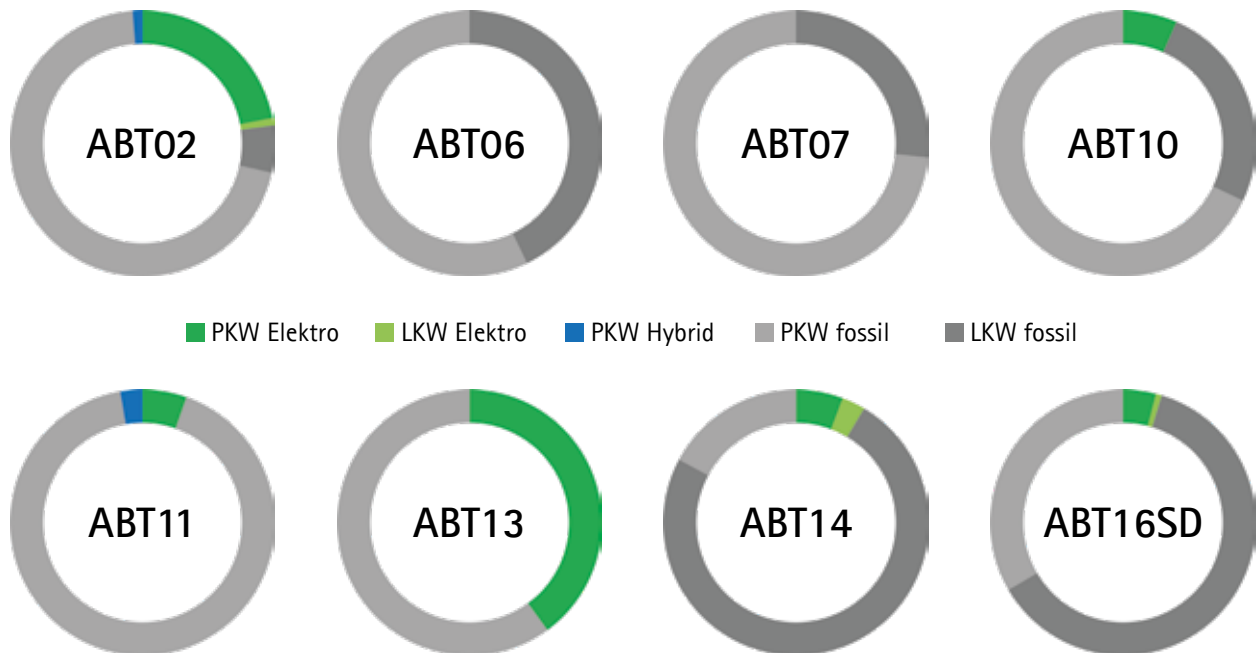 ABT02 ABT06 ABT07 ABT10
PKW Elektro LKW Elektro PKW Hybrid PKW fossil LKW fossil
ABT11 ABT13 ABT14 ABT16SD